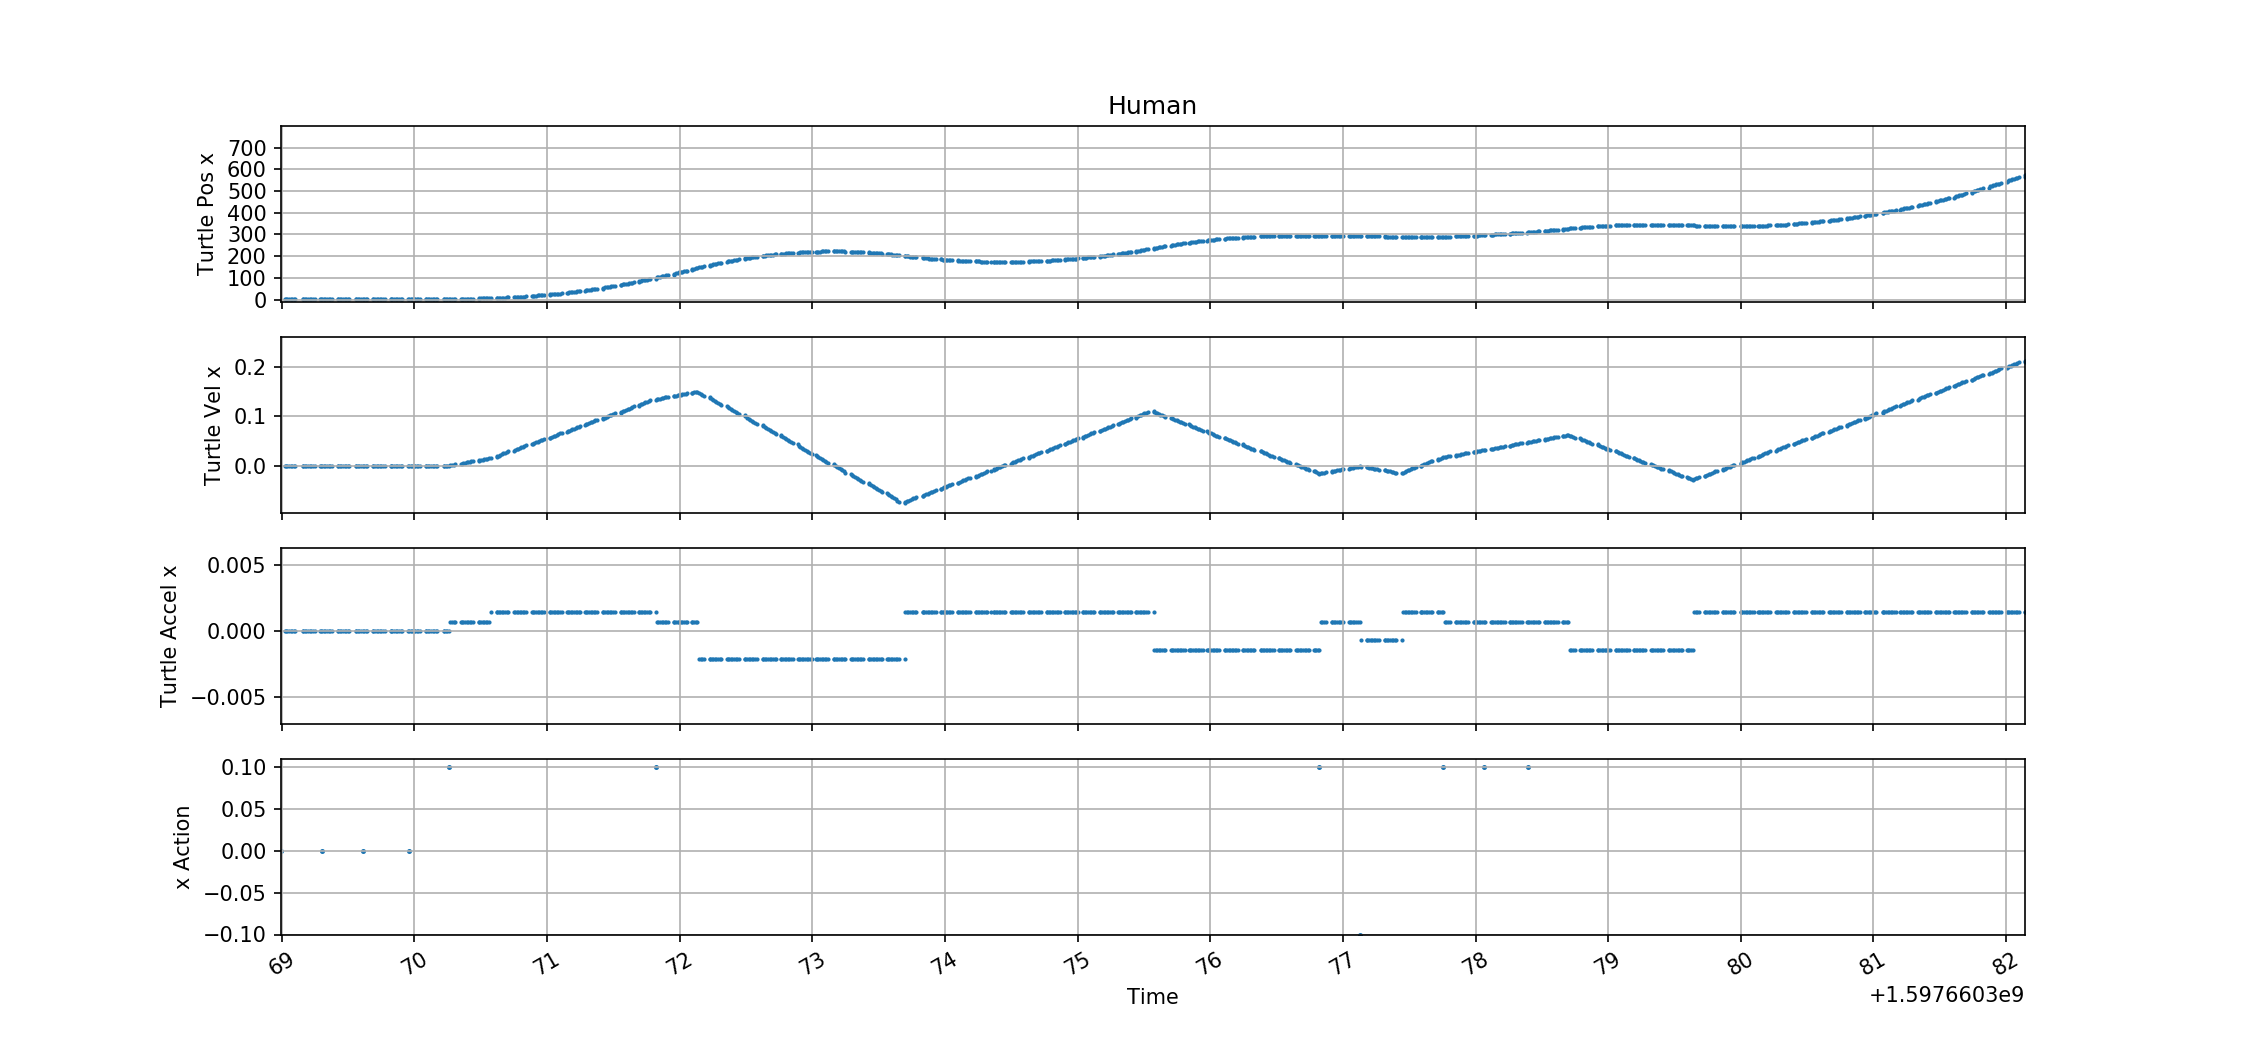 Human
Turtle Pos x
700
600
500
400
300
200
100
0
Turtle Vel x
0.2
0.1
0.0
Turtle Accel x
0.005
0.000
−0.005
x Action
0.10
0.05
0.00
−0.05
−0.10
69 70 71 72 73 74 75 76 77 78 79 80 81 82
Time
+1.5976603e9